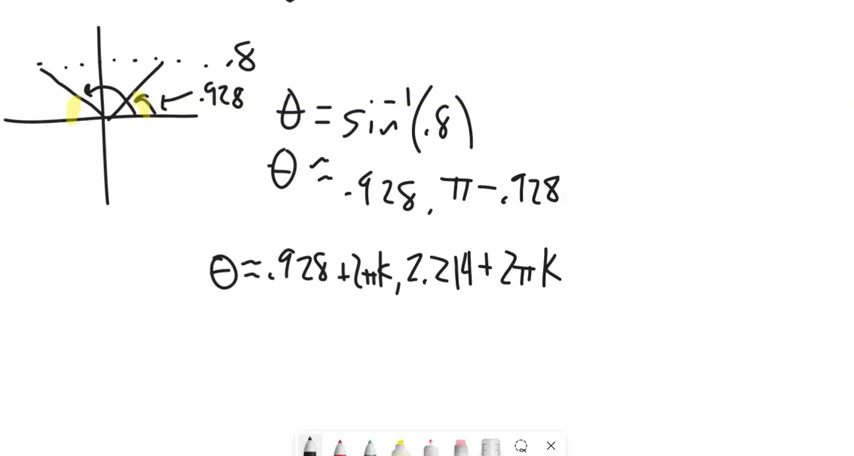 .8
.928
θ = sin⁻¹(.8)
θ ≈ .928, π - .928
θ ≈ .928 + 2πk, 2.214 + 2πk